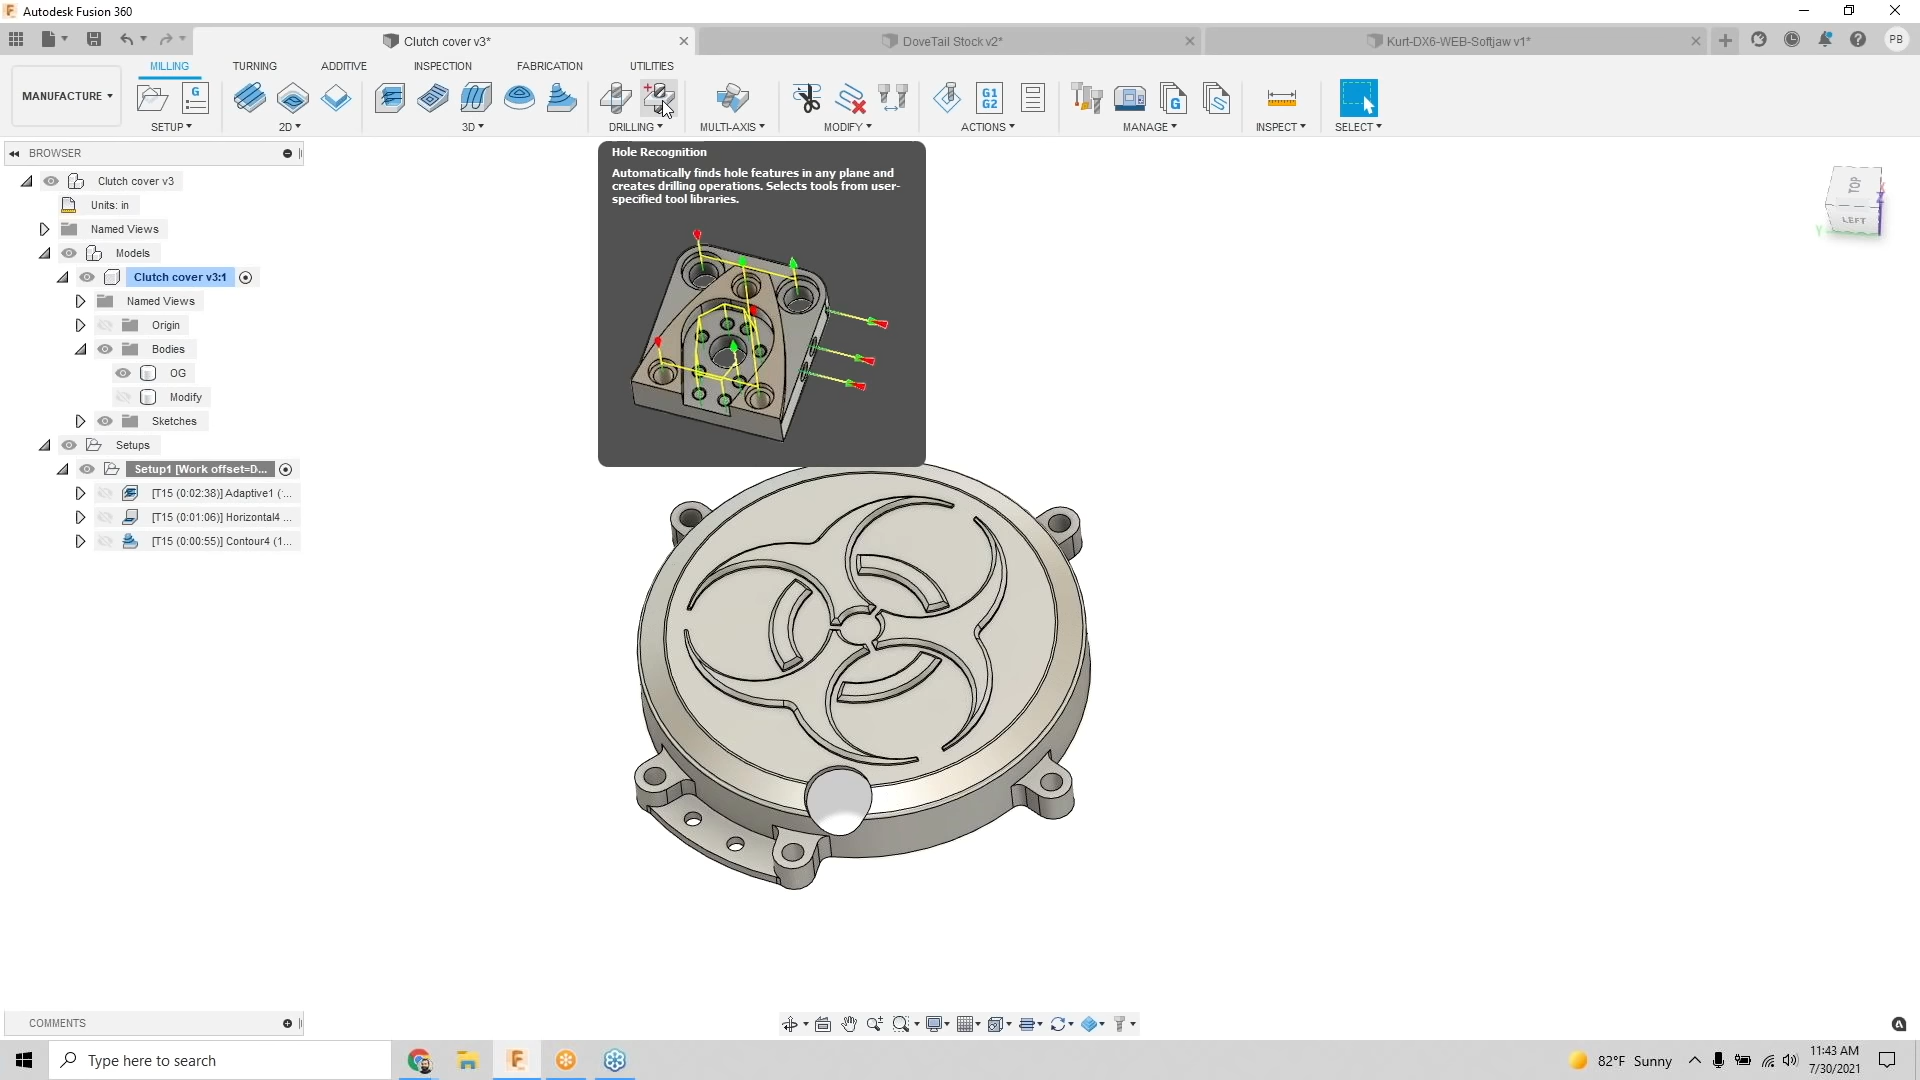 Autodesk Fusion 360
Clutch cover v3*
DoveTail Stock v2*
Kurt-DX6-WEB-Softjaw v1*
PB
MILLING
TURNING
ADDITIVE
INSPECTION
FABRICATION
UTILITIES
MANUFACTURE
G
G1
G2
G
SETUP
2D
3D
DRILLING
MULTI-AXIS
MODIFY
ACTIONS
MANAGE
INSPECT
SELECT
BROWSER
Clutch cover v3
Units: in
Named Views
Models
Clutch cover v3:1
Named Views
Origin
Bodies
OG
Modify
Sketches
Setups
Setup1 [Work offset=D...
[T15 (0:02:38)] Adaptive1 (·...
[T15 (0:01:06)] Horizontal4 ...
[T15 (0:00:55)] Contour4 (1...
Hole Recognition
Automatically finds hole features in any plane and
creates drilling operations. Selects tools from user-
specified tool libraries.
TOP
LEFT
X
Z
Y
COMMENTS
Type here to search
82°F Sunny
11:43 AM
7/30/2021